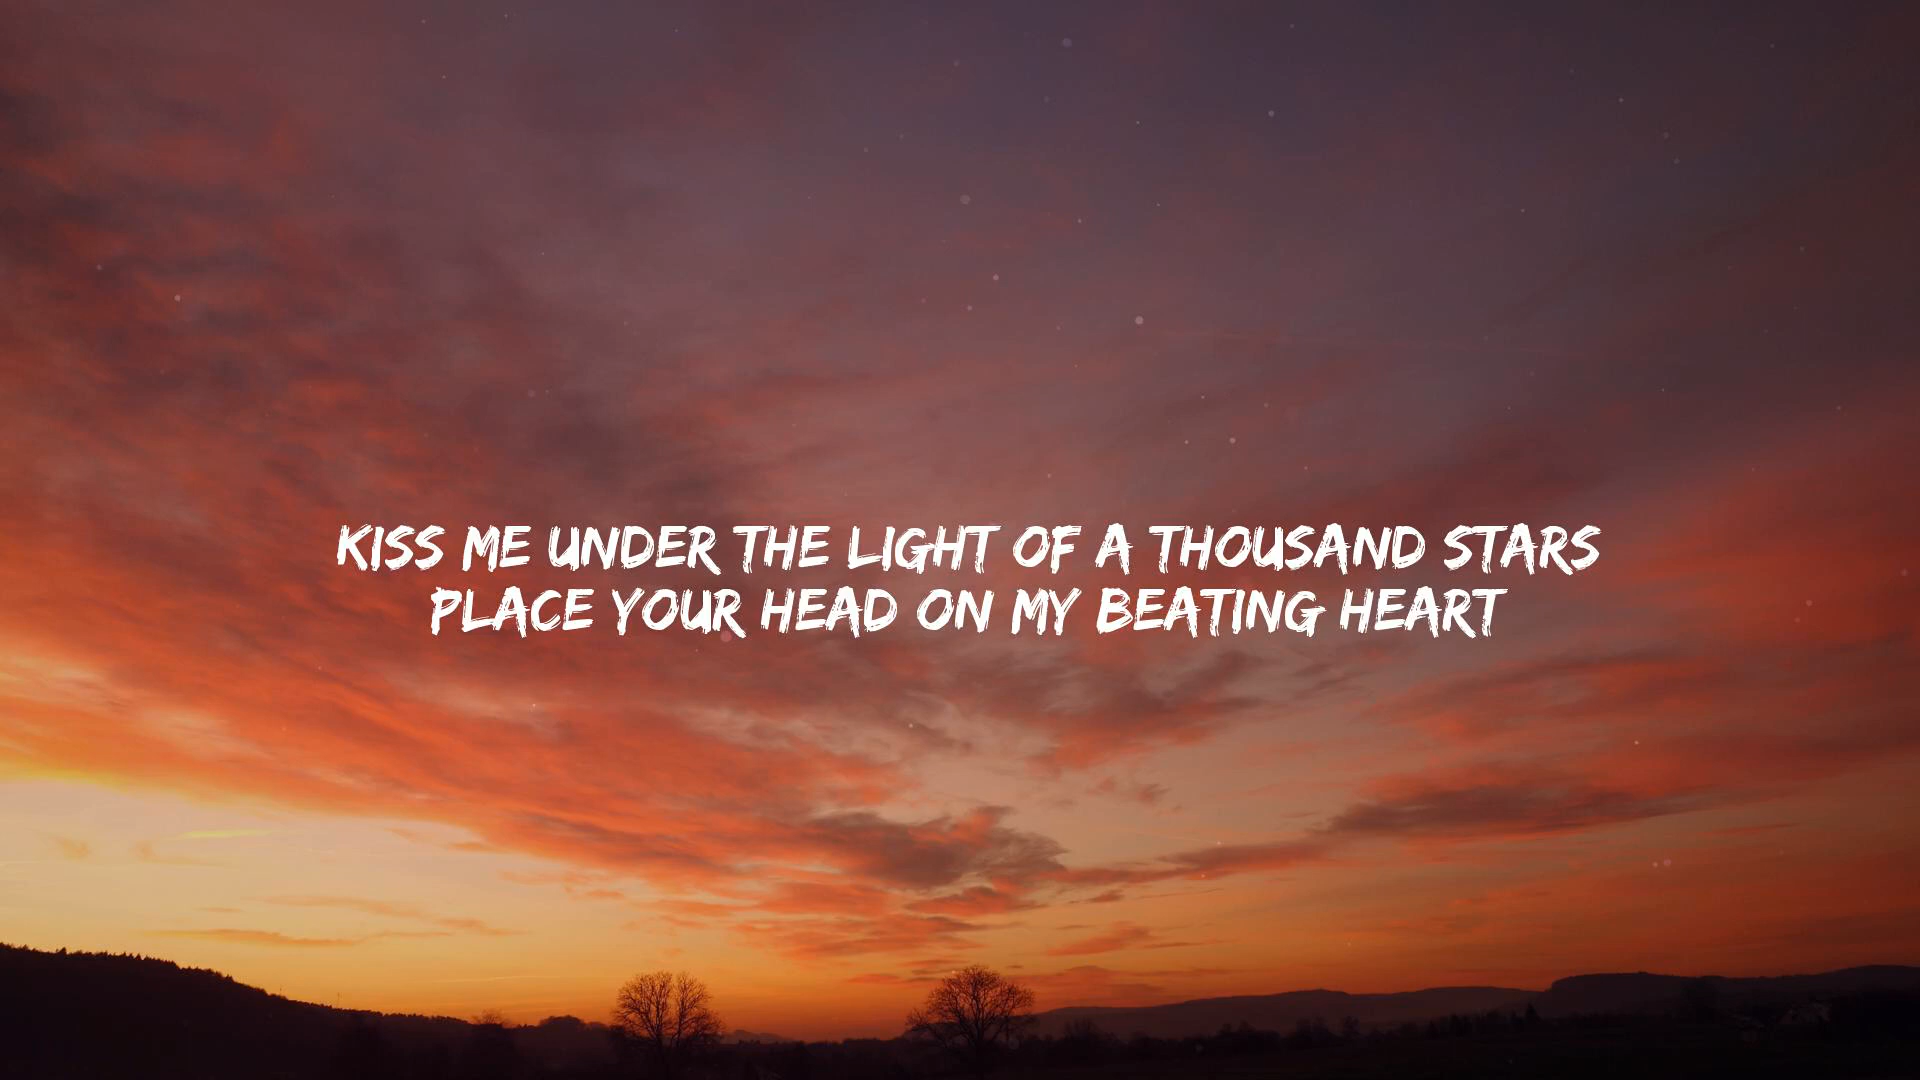 KISS ME UNDER THE LIGHT OF A THOUSAND STARS
PLACE YOUR HEAD ON MY BEATING HEART